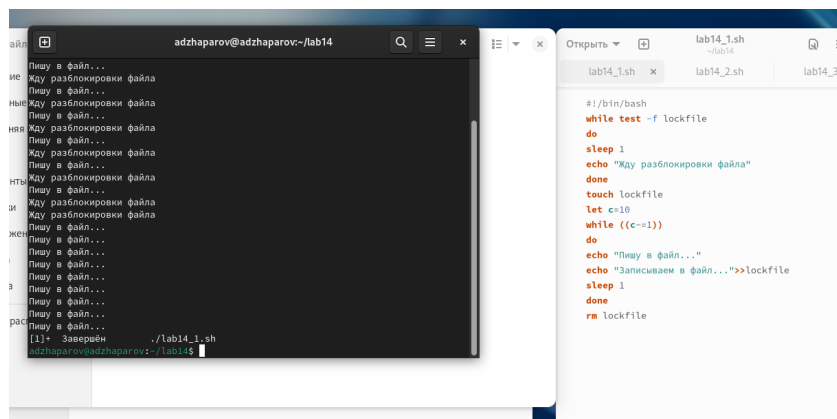 adzhaparov@adzhaparov:~/lab14
Пишу в файл...
Жду разблокировки файла
Пишу в файл...
Жду разблокировки файла
Пишу в файл...
Жду разблокировки файла
Пишу в файл...
Жду разблокировки файла
Пишу в файл...
Жду разблокировки файла
Пишу в файл...
Жду разблокировки файла
Жду разблокировки файла
Пишу в файл...
Пишу в файл...
Пишу в файл...
Пишу в файл...
Пишу в файл...
Пишу в файл...
Пишу в файл...
Пишу в файл...
Пишу в файл...
[1]+ Завершён ./lab14_1.sh
adzhaparov@adzhaparov:~/lab14$
Открыть
lab14_1.sh
~/lab14
lab14_1.sh × lab14_2.sh lab14_3
#!/bin/bash
while test -f lockfile
do
sleep 1
echo "Жду разблокировки файла"
done
touch lockfile
let c=10
while ((c-=1))
do
echo "Пишу в файл..."
echo "Записываем в файл...">>lockfile
sleep 1
done
rm lockfile